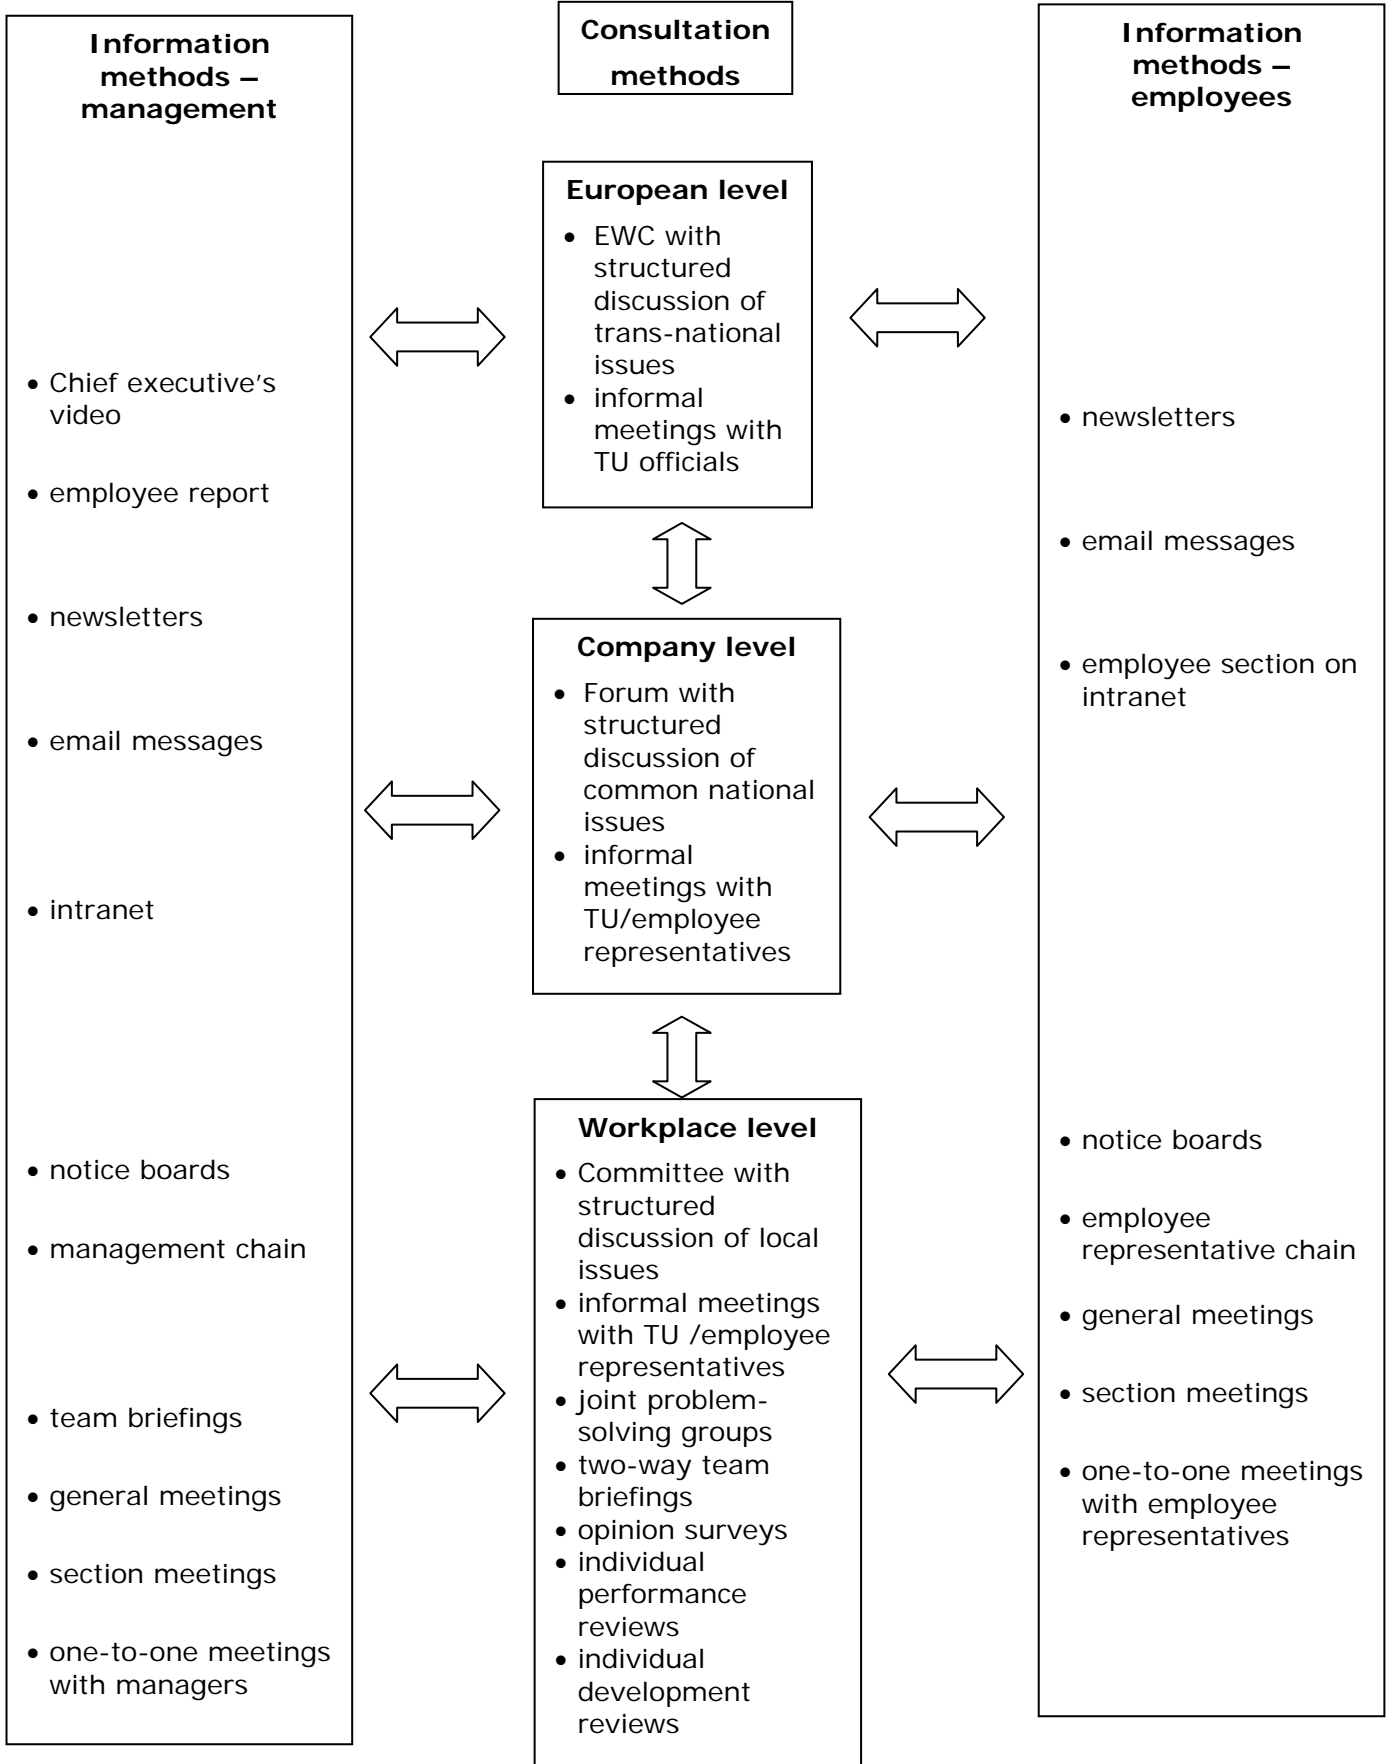 Information
methods –
management
• Chief executive's
video
• employee report
• newsletters
• email messages
• intranet
• notice boards
• management chain
• team briefings
• general meetings
• section meetings
• one-to-one meetings
with managers
Consultation
methods
European level
• EWC with
structured
discussion of
trans-national
issues
• informal
meetings with
TU officials
Company level
• Forum with
structured
discussion of
common national
issues
• informal
meetings with
TU/employee
representatives
Workplace level
• Committee with
structured
discussion of local
issues
• informal meetings
with TU /employee
representatives
• joint problem-
solving groups
• two-way team
briefings
• opinion surveys
• individual
performance
reviews
• individual
development
reviews
Information
methods –
employees
• newsletters
• email messages
• employee section on
intranet
• notice boards
• employee
representative chain
• general meetings
• section meetings
• one-to-one meetings
with employee
representatives